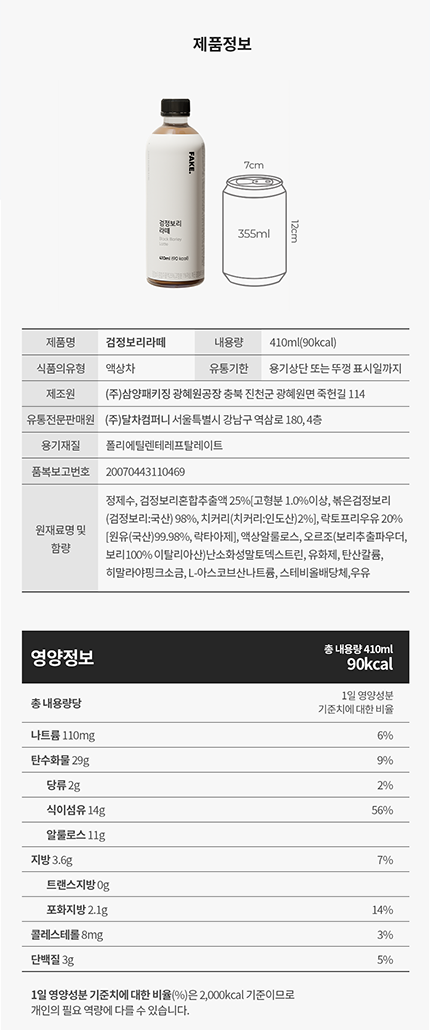 제품정보
FAKE.
검정보리
라떼
Black Barley
Latte
410ml (90 kcal)
7cm
355ml
12cm
제품명 검정보리라떼 내용량 410ml(90kcal)
식품의유형 액상차 유통기한 용기상단 또는 뚜껑 표시일까지
제조원 (주)삼양패키징 광혜원공장 충북 진천군 광혜원면 죽현길 114
유통전문판매원 (주)달차컴퍼니 서울특별시 강남구 역삼로 180, 4층
용기재질 폴리에틸렌테레프탈레이트
품목보고번호 20070443110469
원재료명 및
함량
정제수, 검정보리혼합추출액 25%[고형분 1.0%이상, 볶은검정보리
(검정보리:국산) 98%, 치커리(치커리:인도산)2%], 락토프리우유 20%
[원유(국산)99.98%, 락타아제], 액상알룰로스, 오르조(보리추출파우더,
보리100% 이탈리아산)난소화성말토덱스트린, 유화제, 탄산칼륨,
히말라야핑크소금, L-아스코브산나트륨, 스테비올배당체,우유
영양정보
총 내용량 410ml
90kcal
총 내용량당
1일 영양성분
기준치에 대한 비율
나트륨 110mg 6%
탄수화물 29g 9%
당류 2g 2%
식이섬유 14g 56%
알룰로스 11g
지방 3.6g 7%
트랜스지방 0g
포화지방 2.1g 14%
콜레스테롤 8mg 3%
단백질 3g 5%
1일 영양성분 기준치에 대한 비율(%)은 2,000kcal 기준이므로
개인의 필요 역량에 다를 수 있습니다.